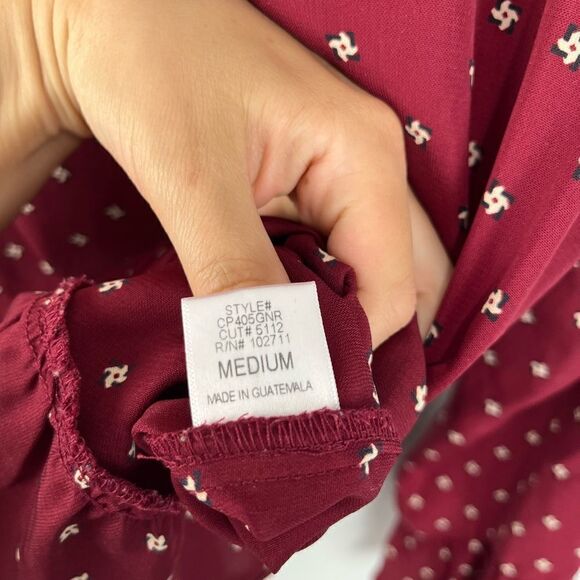 STYLE#
CP405GNR
CUT# 5112
R/N# 102711
MEDIUM
MADE IN GUATEMALA